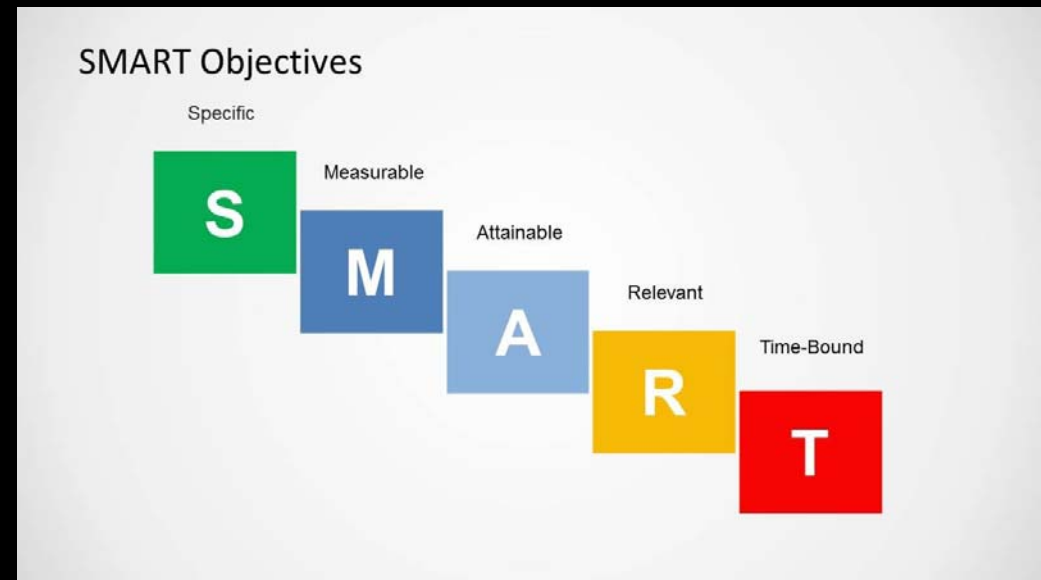 SMART Objectives
Specific
S
Measurable
M
Attainable
A
Relevant
R
Time-Bound
T